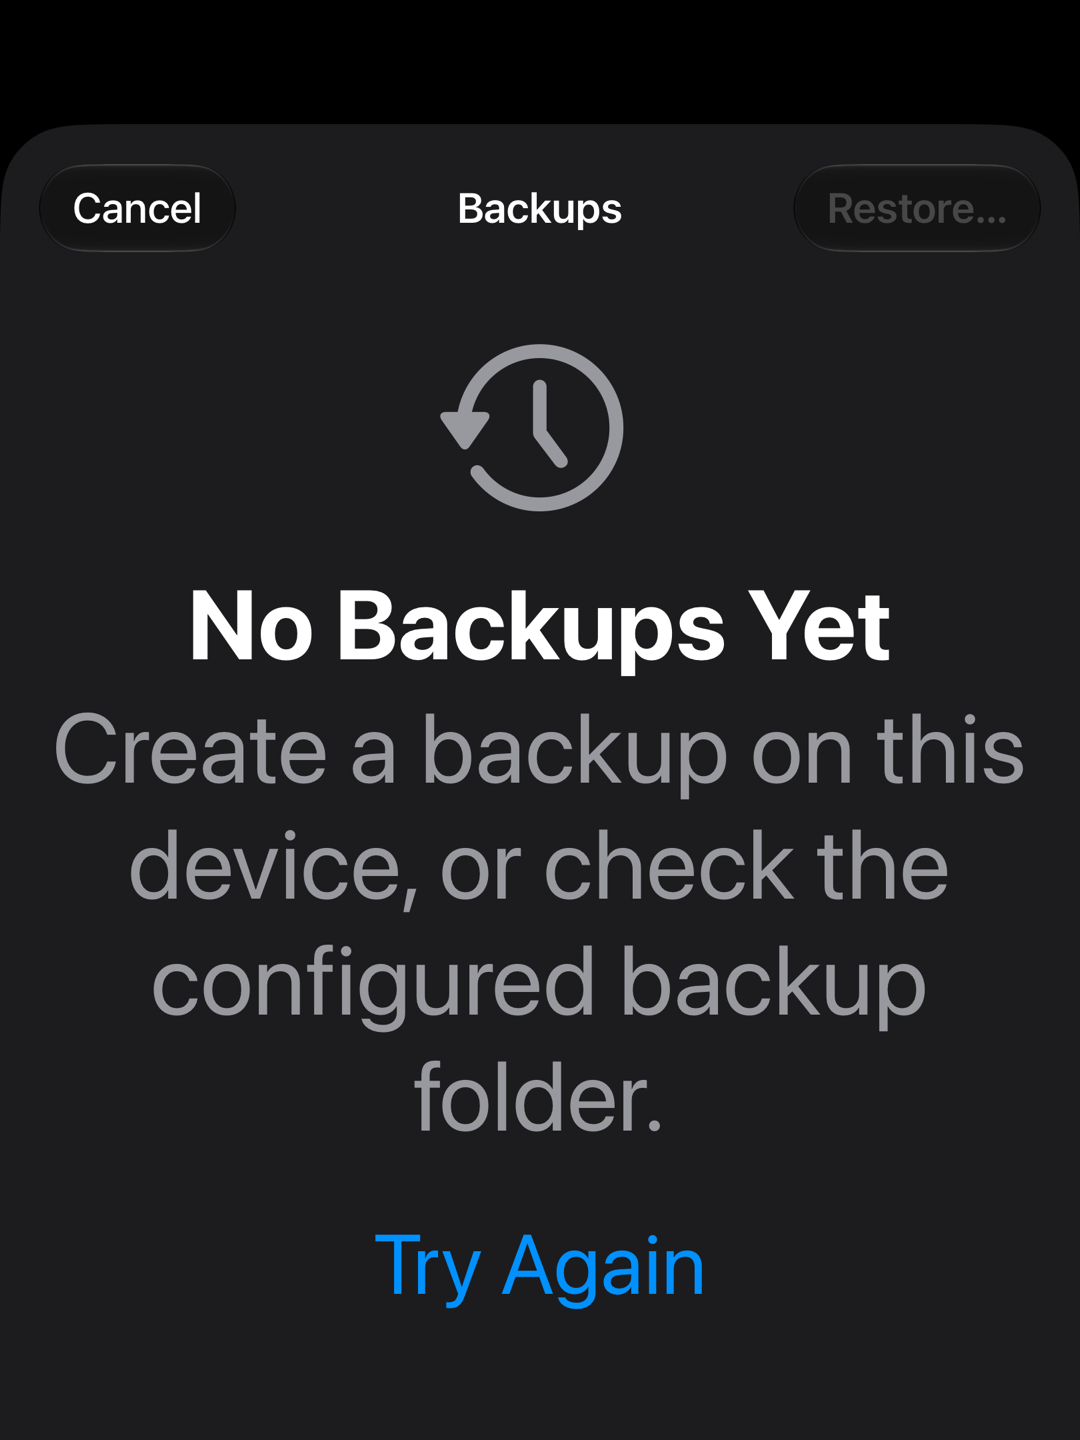 Cancel
Backups
Restore...
No Backups Yet
Create a backup on this
device, or check the
configured backup
folder.
Try Again